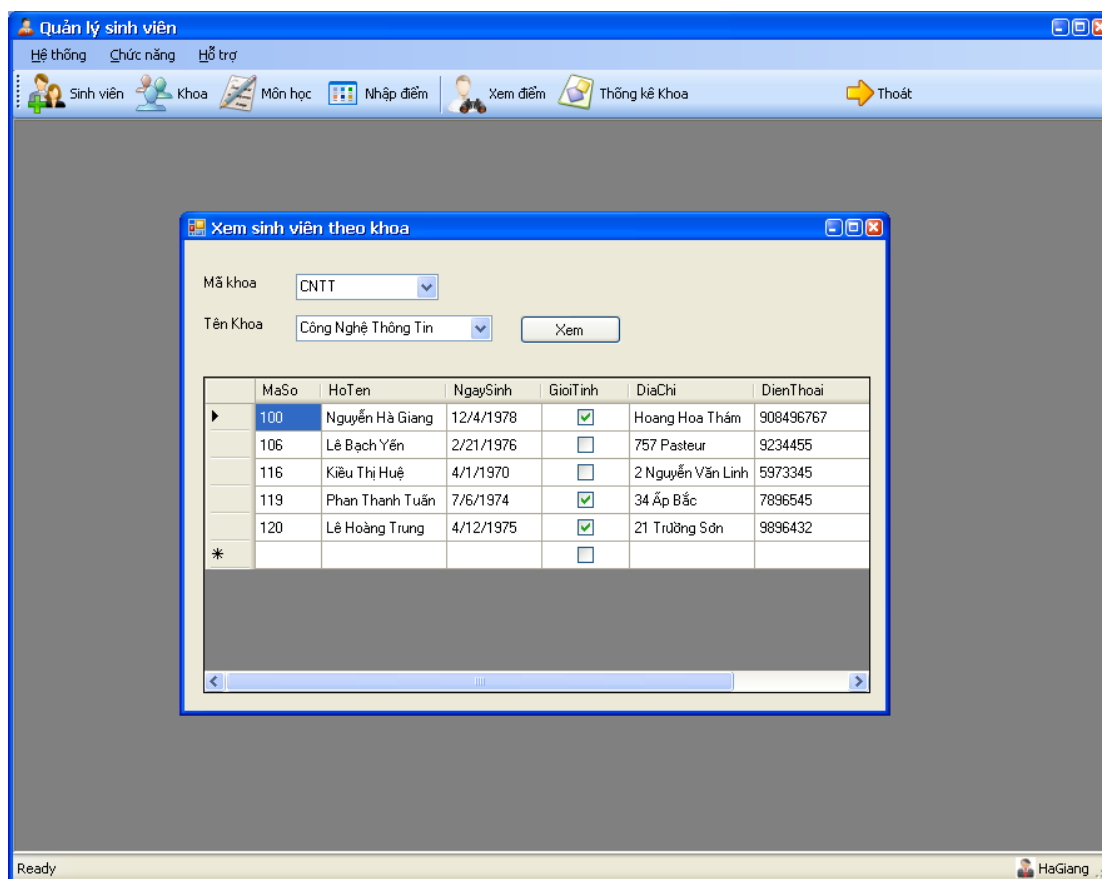 Quản lý sinh viên
Hệ thống Chức năng Hỗ trợ
Sinh viên Khoa Môn học Nhập điểm Xem điểm Thống kê Khoa Thoát
Xem sinh viên theo khoa
Mã khoa CNTT
Tên Khoa Công Nghệ Thông Tin Xem
MaSo HoTen NgaySinh GioiTinh DiaChi DienThoai
100 Nguyễn Hà Giang 12/4/1978 Hoang Hoa Thám 908496767
106 Lê Bạch Yến 2/21/1976 757 Pasteur 9234455
116 Kiều Thị Huệ 4/1/1970 2 Nguyễn Văn Linh 5973345
119 Phan Thanh Tuấn 7/6/1974 34 Ấp Bắc 7896545
120 Lê Hoàng Trung 4/12/1975 21 Trường Sơn 9896432
Ready HaGiang